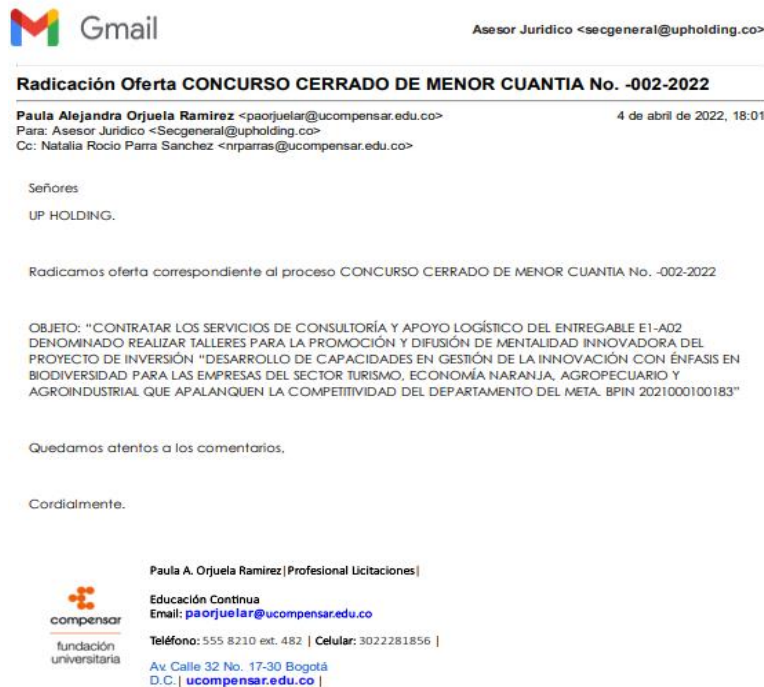 Gmail
Asesor Juridico <secgeneral@upholding.co>
Radicación Oferta CONCURSO CERRADO DE MENOR CUANTIA No. -002-2022
Paula Alejandra Orjuela Ramirez <paorjuelar@ucompensar.edu.co>
4 de abril de 2022, 18:01
Para: Asesor Juridico <Secgeneral@upholding.co>
Cc: Natalia Rocio Parra Sanchez <nrparras@ucompensar.edu.co>
Señores
UP HOLDING.
Radicamos oferta correspondiente al proceso CONCURSO CERRADO DE MENOR CUANTIA No. -002-2022
OBJETO: “CONTRATAR LOS SERVICIOS DE CONSULTORÍA Y APOYO LOGÍSTICO DEL ENTREGABLE E1-A02
DENOMINADO REALIZAR TALLERES PARA LA PROMOCIÓN Y DIFUSIÓN DE MENTALIDAD INNOVADORA DEL
PROYECTO DE INVERSIÓN “DESARROLLO DE CAPACIDADES EN GESTIÓN DE LA INNOVACIÓN CON ÉNFASIS EN
BIODIVERSIDAD PARA LAS EMPRESAS DEL SECTOR TURISMO, ECONOMÍA NARANJA, AGROPECUARIO Y
AGROINDUSTRIAL QUE APALANQUEN LA COMPETITIVIDAD DEL DEPARTAMENTO DEL META. BPIN 2021000100183”
Quedamos atentos a los comentarios,
Cordialmente.
Paula A. Orjuela Ramirez|Profesional Licitaciones|
Educación Continua
Email: paorjuelar@ucompensar.edu.co
Teléfono: 555 8210 ext. 482 | Celular: 3022281856 |
Av. Calle 32 No. 17-30 Bogotá
D.C.| ucompensar.edu.co |
compensar
fundación
universitaria